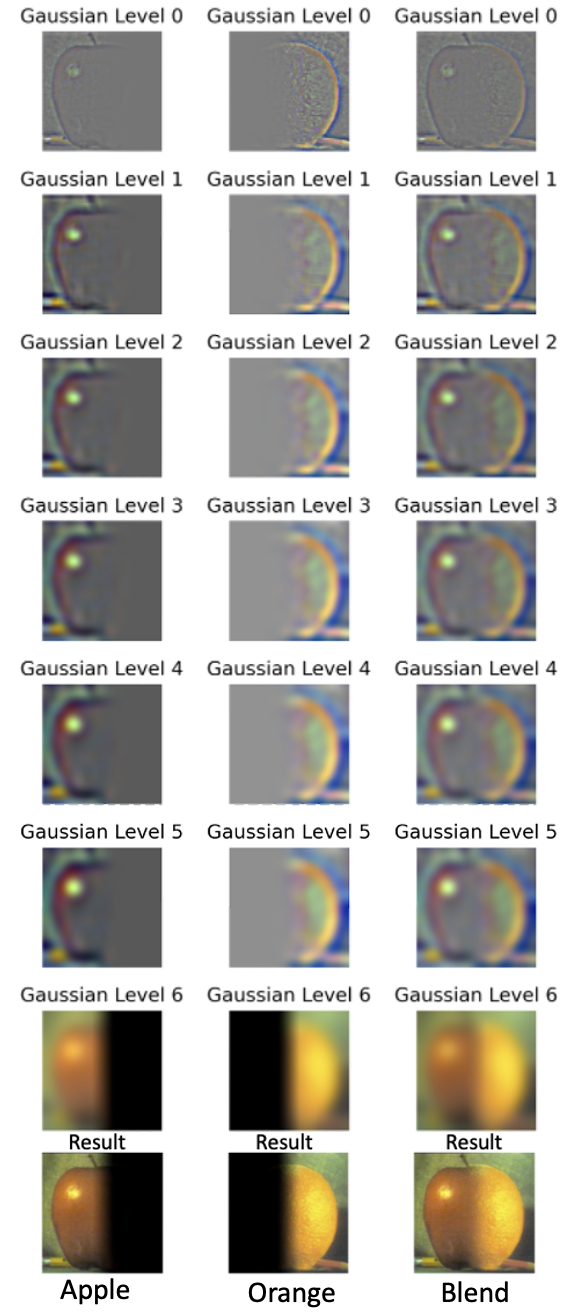 Gaussian Level 0 Gaussian Level 0 Gaussian Level 0
Gaussian Level 1 Gaussian Level 1 Gaussian Level 1
Gaussian Level 2 Gaussian Level 2 Gaussian Level 2
Gaussian Level 3 Gaussian Level 3 Gaussian Level 3
Gaussian Level 4 Gaussian Level 4 Gaussian Level 4
Gaussian Level 5 Gaussian Level 5 Gaussian Level 5
Gaussian Level 6 Gaussian Level 6 Gaussian Level 6
Result Result Result
Apple Orange Blend